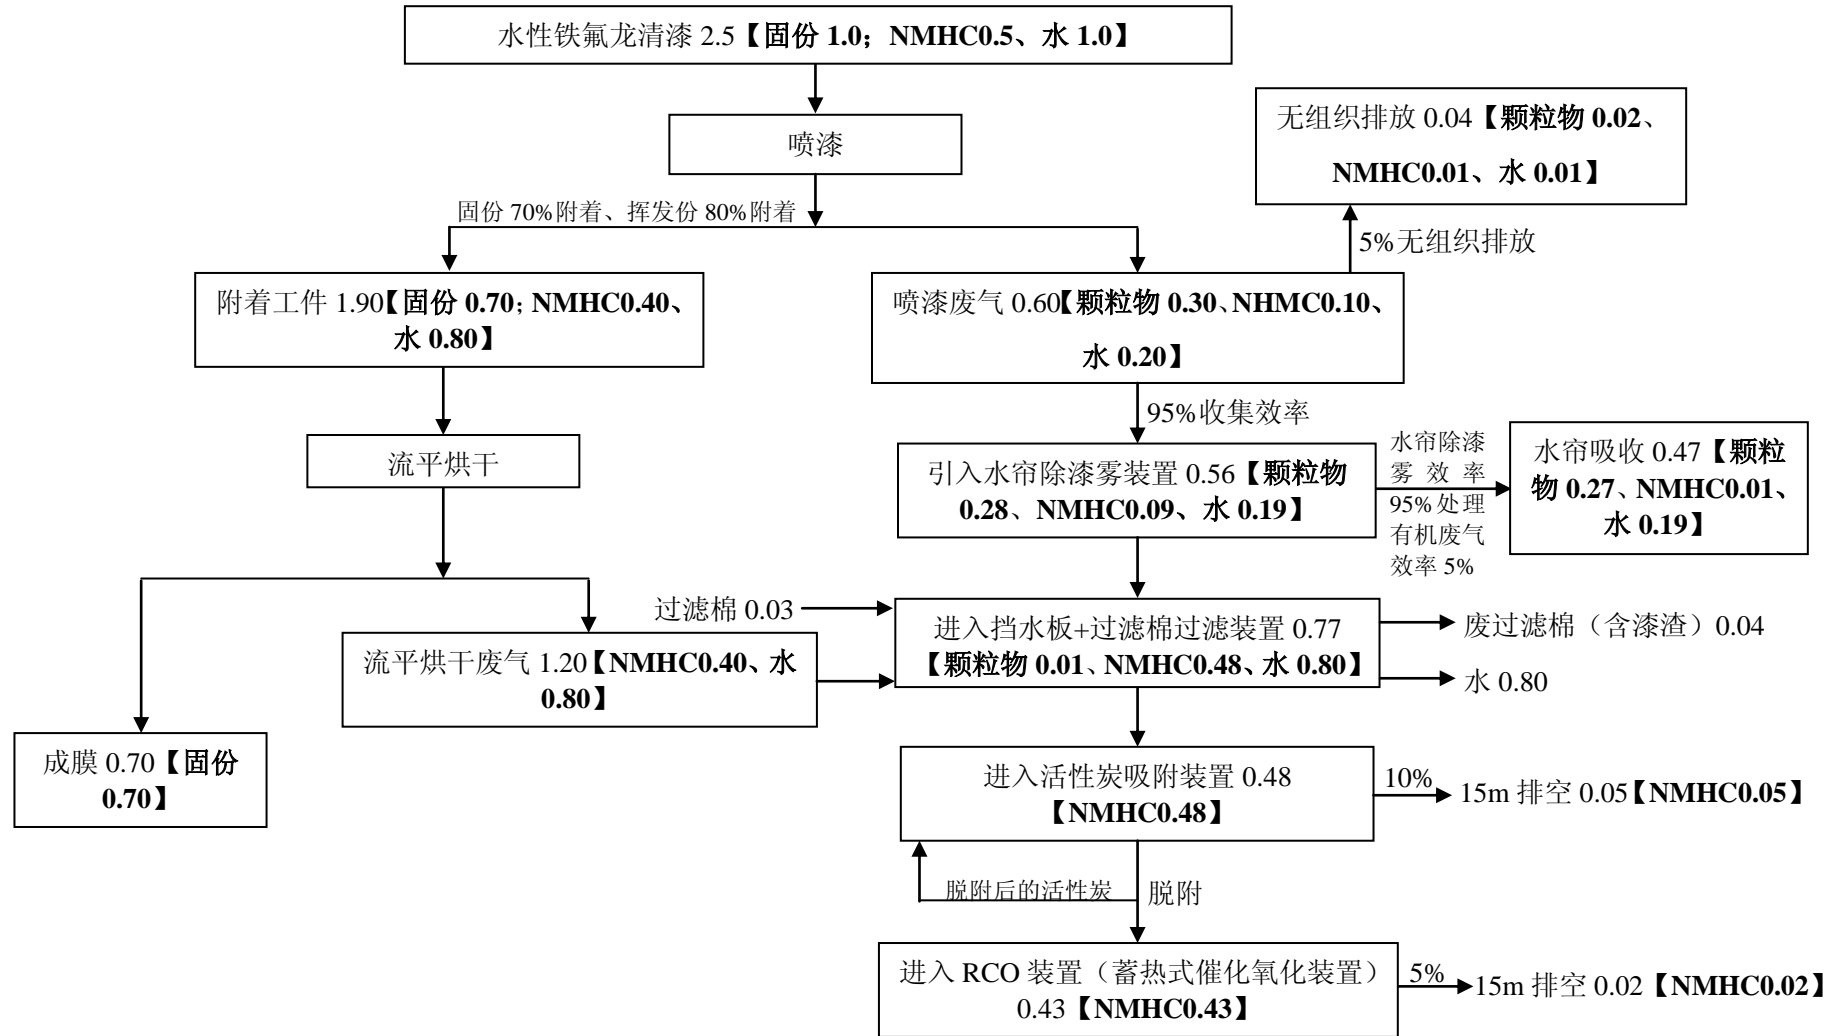 水性铁氟龙清漆 2.5【固份 1.0；NMHC0.5、水 1.0】
喷漆
无组织排放 0.04【颗粒物 0.02、
NMHC0.01、水 0.01】
固份 70%附着、挥发份 80%附着
5%无组织排放
附着工件 1.90【固份 0.70；NMHC0.40、
水 0.80】
喷漆废气 0.60【颗粒物 0.30、NHMC0.10、
水 0.20】
95%收集效率
流平烘干
引入水帘除漆雾装置 0.56【颗粒物
0.28、NMHC0.09、水 0.19】
水帘除漆
雾效率
95%处理
有机废气
效率 5%
水帘吸收 0.47【颗粒
物 0.27、NMHC0.01、
水 0.19】
过滤棉 0.03
进入挡水板+过滤棉过滤装置 0.77
【颗粒物 0.01、NMHC0.48、水 0.80】
废过滤棉（含漆渣）0.04
水 0.80
流平烘干废气 1.20【NMHC0.40、水
0.80】
成膜 0.70【固份
0.70】
进入活性炭吸附装置 0.48
【NMHC0.48】
10%
15m 排空 0.05【NMHC0.05】
脱附后的活性炭
脱附
进入 RCO 装置（蓄热式催化氧化装置）
0.43【NMHC0.43】
5%
15m 排空 0.02【NMHC0.02】